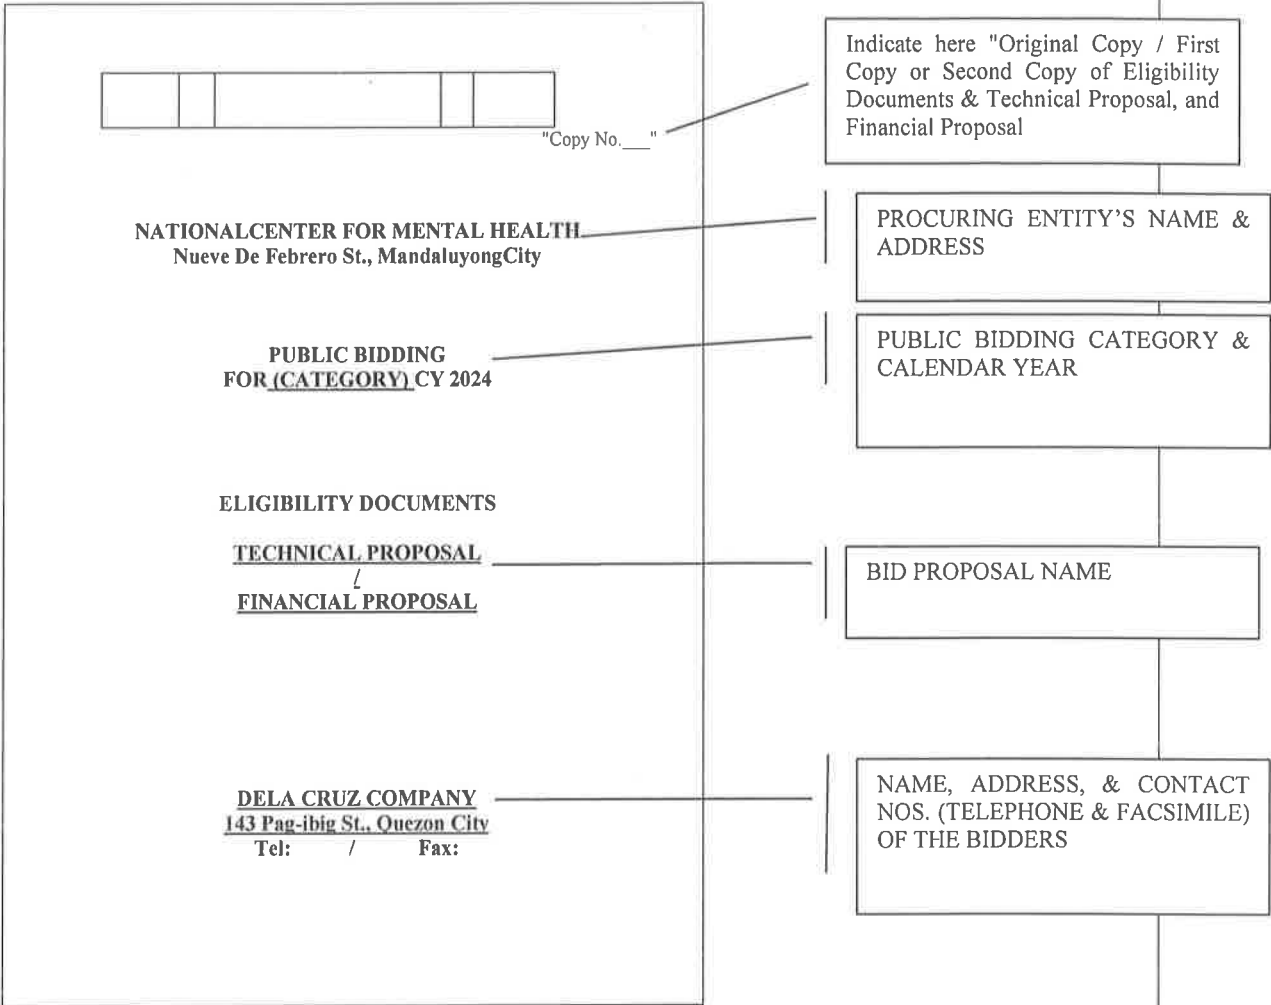 Indicate here "Original Copy / First
Copy or Second Copy of Eligibility
Documents & Technical Proposal, and
Financial Proposal
"Copy No.___"
NATIONALCENTER FOR MENTAL HEALTH
Nueve De Febrero St., MandaluyongCity
PROCURING ENTITY'S NAME &
ADDRESS
PUBLIC BIDDING
FOR (CATEGORY) CY 2024
PUBLIC BIDDING CATEGORY &
CALENDAR YEAR
ELIGIBILITY DOCUMENTS
TECHNICAL PROPOSAL
/
FINANCIAL PROPOSAL
BID PROPOSAL NAME
DELA CRUZ COMPANY
143 Pag-ibig St., Quezon City
Tel: / Fax:
NAME, ADDRESS, & CONTACT
NOS. (TELEPHONE & FACSIMILE)
OF THE BIDDERS